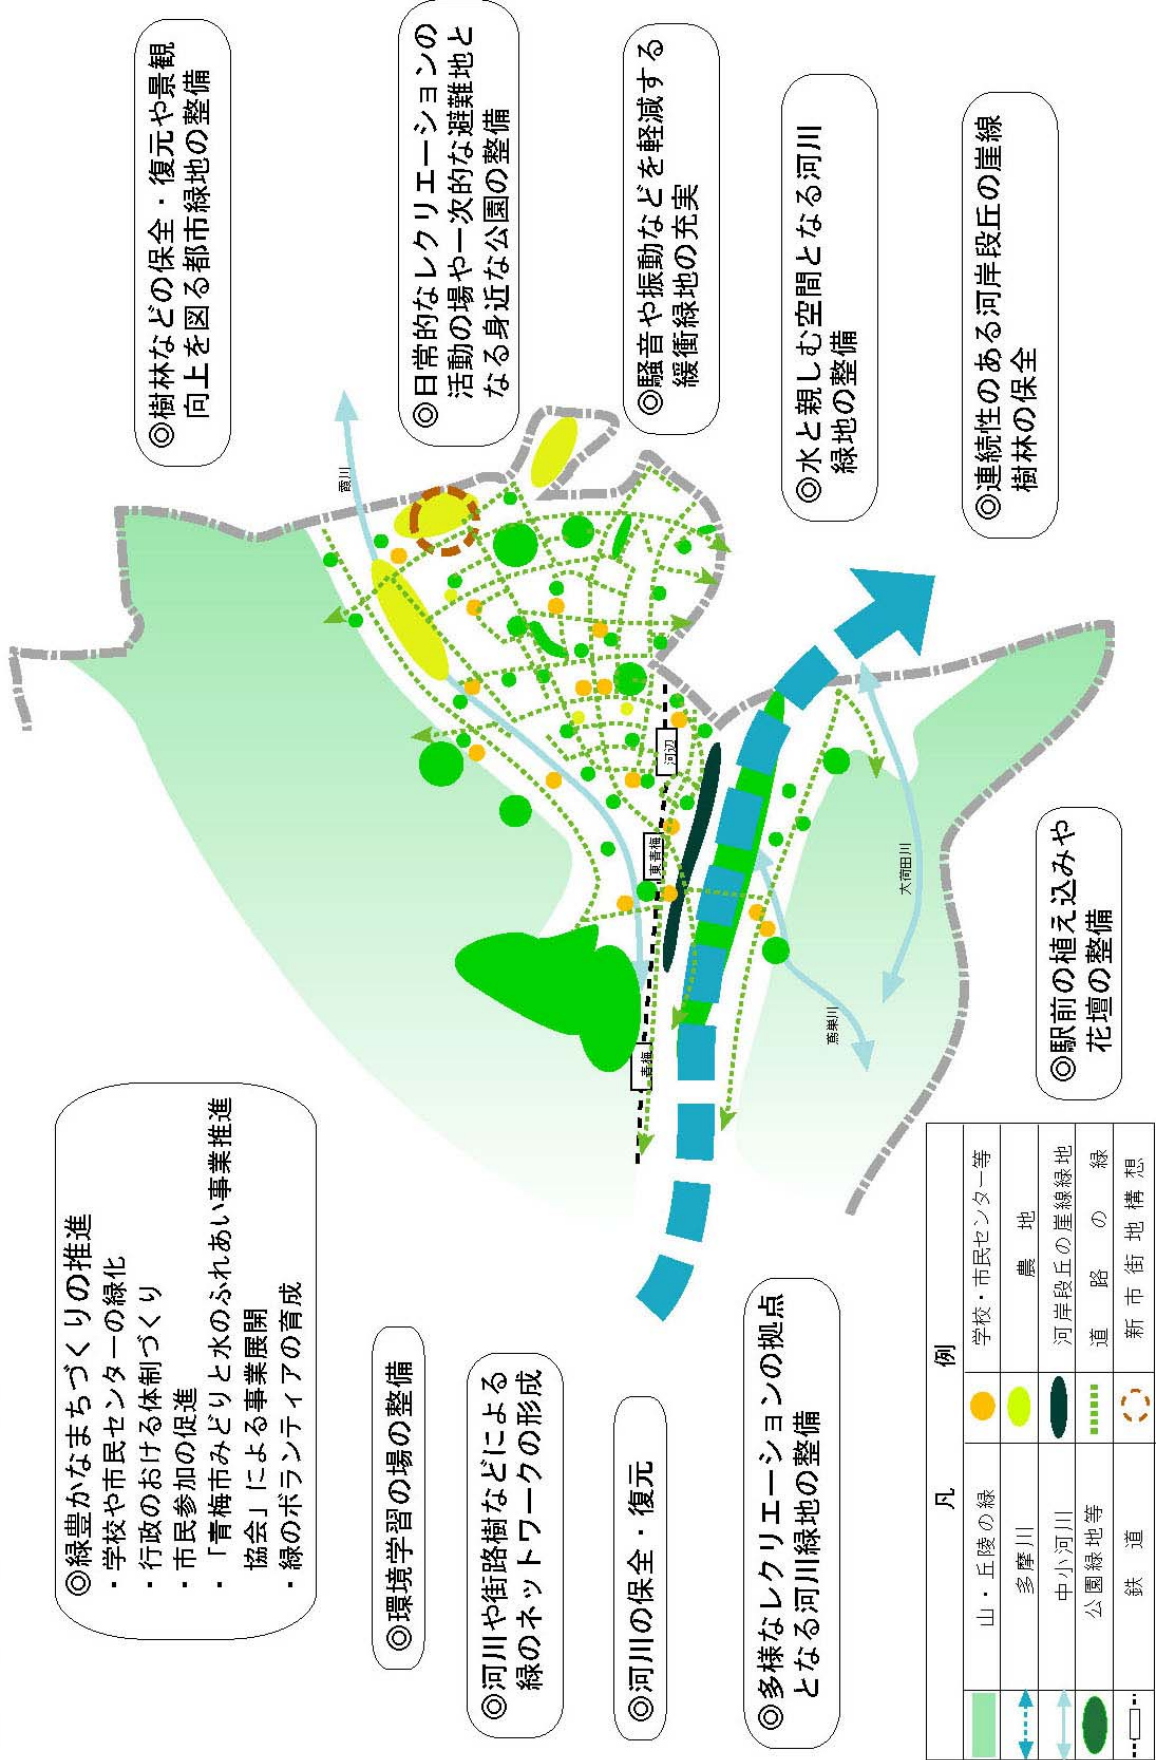 ◎緑豊かなまちづくりの推進
・学校や市民センターの緑化
・行政のおける体制づくり
・市民参加の促進
・「青梅市みどりと水のふれあい事業推進
協会」による事業展開
・緑のボランティアの育成
◎環境学習の場の整備
◎河川や街路樹などによる
緑のネットワークの形成
◎河川の保全・復元
◎多様なレクリエーションの拠点
となる河川緑地の整備
◎樹林などの保全・復元や景観
向上を図る都市緑地の整備
◎日常的なレクリエーションの
活動の場や一次的な避難地と
なる身近な公園の整備
◎騒音や振動などを軽減する
緩衝緑地の充実
◎水と親しむ空間となる河川
緑地の整備
◎連続性のある河岸段丘の崖線
樹林の保全
◎駅前の植え込みや
花壇の整備
霞川
青梅
東青梅
河辺
鳶巣川
大荷田川
凡例
山・丘陵の緑
学校・市民センター等
多摩川
農地
中小河川
河岸段丘の崖線緑地
公園緑地等
道路の緑
鉄道
新市街地構想